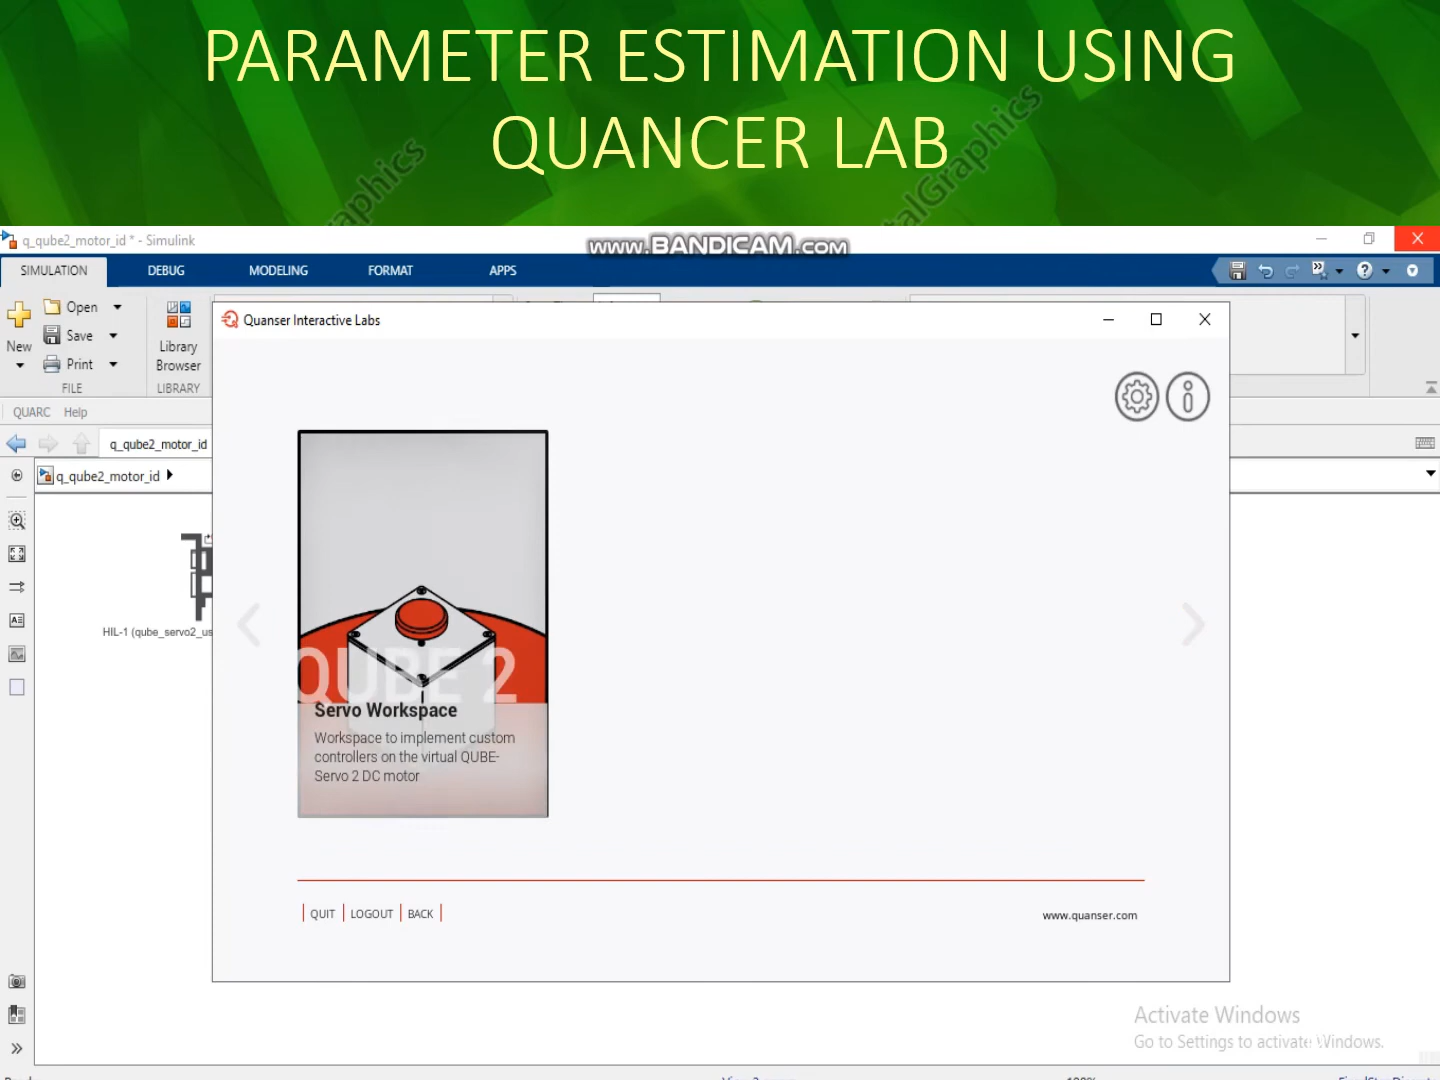 PARAMETER ESTIMATION USING
QUANCER LAB
www.BANDICAM.com
q_qube2_motor_id * - Simulink
SIMULATION
DEBUG
MODELING
FORMAT
APPS
New
Open
Save
Print
FILE
Library
Browser
LIBRARY
QUARC
Help
q_qube2_motor_id
q_qube2_motor_id
HIL-1 (qube_servo2_us
Quanser Interactive Labs
QUBE 2
Servo Workspace
Workspace to implement custom
controllers on the virtual QUBE-
Servo 2 DC motor
QUIT
LOGOUT
BACK
www.quanser.com
Activate Windows
Go to Settings to activate Windows.